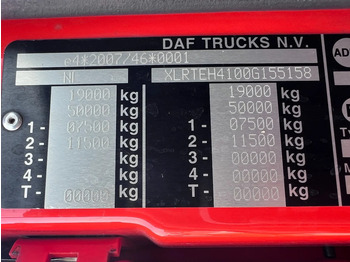 DAF TRUCKS N.V.
AD
e4*2007/46*0001
NL XLRTEH4100G155158
19000 kg 19000 kg
50000 kg 50000 kg
1- 07500 kg 1- 07500 kg
2- 11500 kg 2- 11500 kg
3- kg 3- 00000 kg
4- kg 4- 00000 kg
T- 00000 kg T- 00000 kg